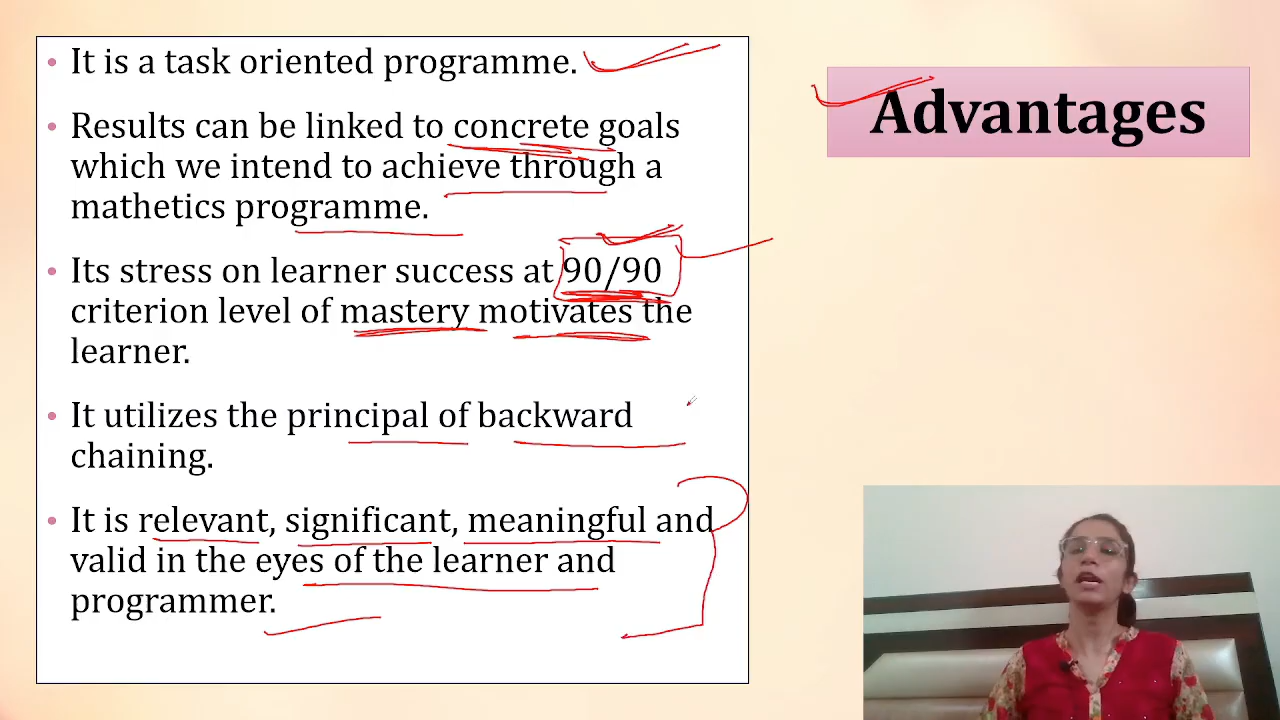 • It is a task oriented programme.
• Results can be linked to concrete goals
which we intend to achieve through a
mathetics programme.
• Its stress on learner success at 90/90
criterion level of mastery motivates the
learner.
• It utilizes the principal of backward
chaining.
• It is relevant, significant, meaningful and
valid in the eyes of the learner and
programmer.
Advantages